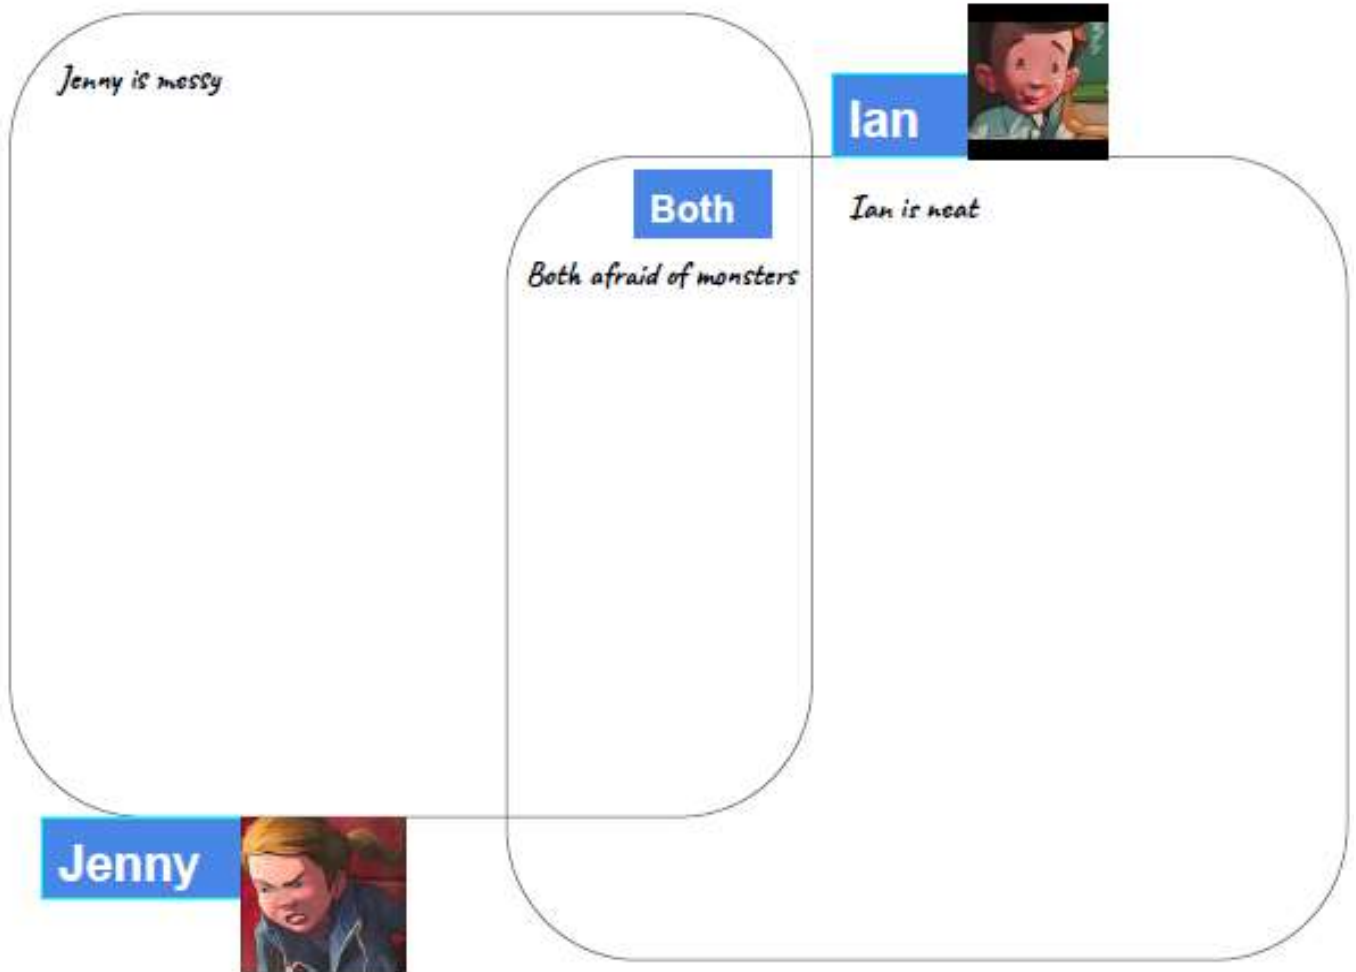 Jenny is messy
Ian
Both
Ian is neat
Both afraid of monsters
Jenny